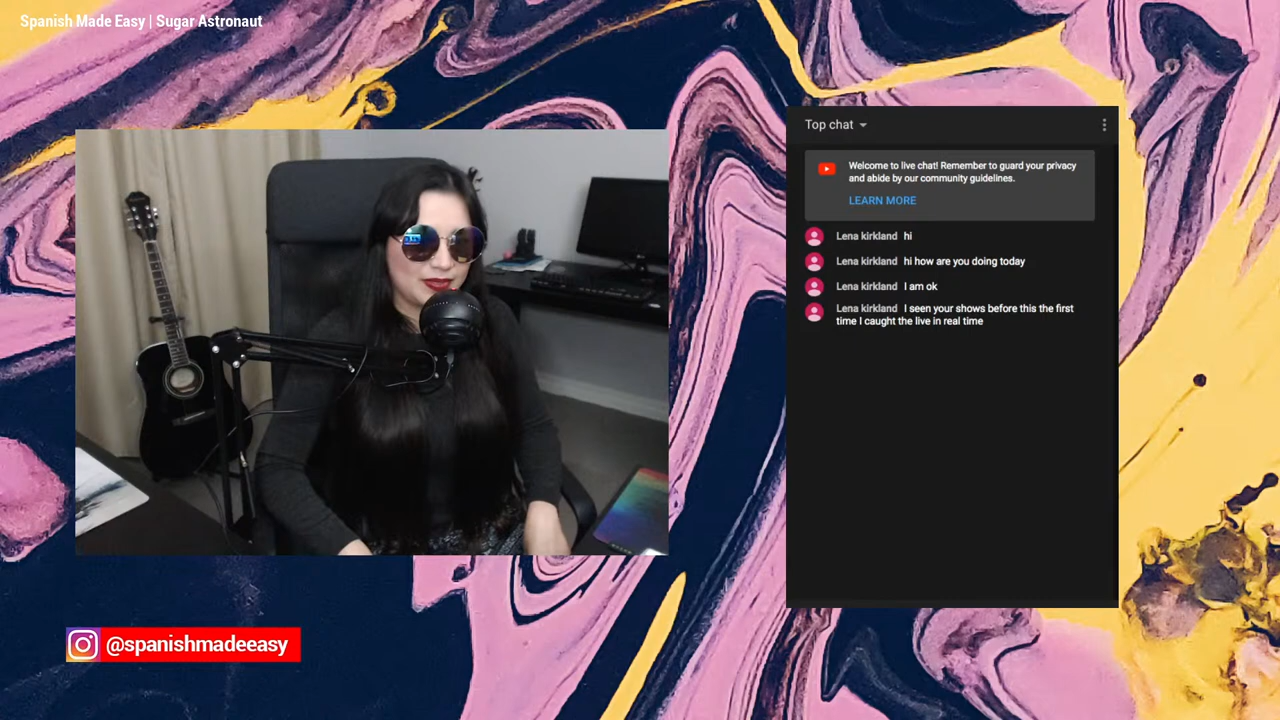 Spanish Made Easy | Sugar Astronaut
Top chat
Welcome to live chat! Remember to guard your privacy
and abide by our community guidelines.
LEARN MORE
Lena kirkland hi
Lena kirkland hi how are you doing today
Lena kirkland I am ok
Lena kirkland I seen your shows before this the first
time I caught the live in real time
@spanishmadeeasy